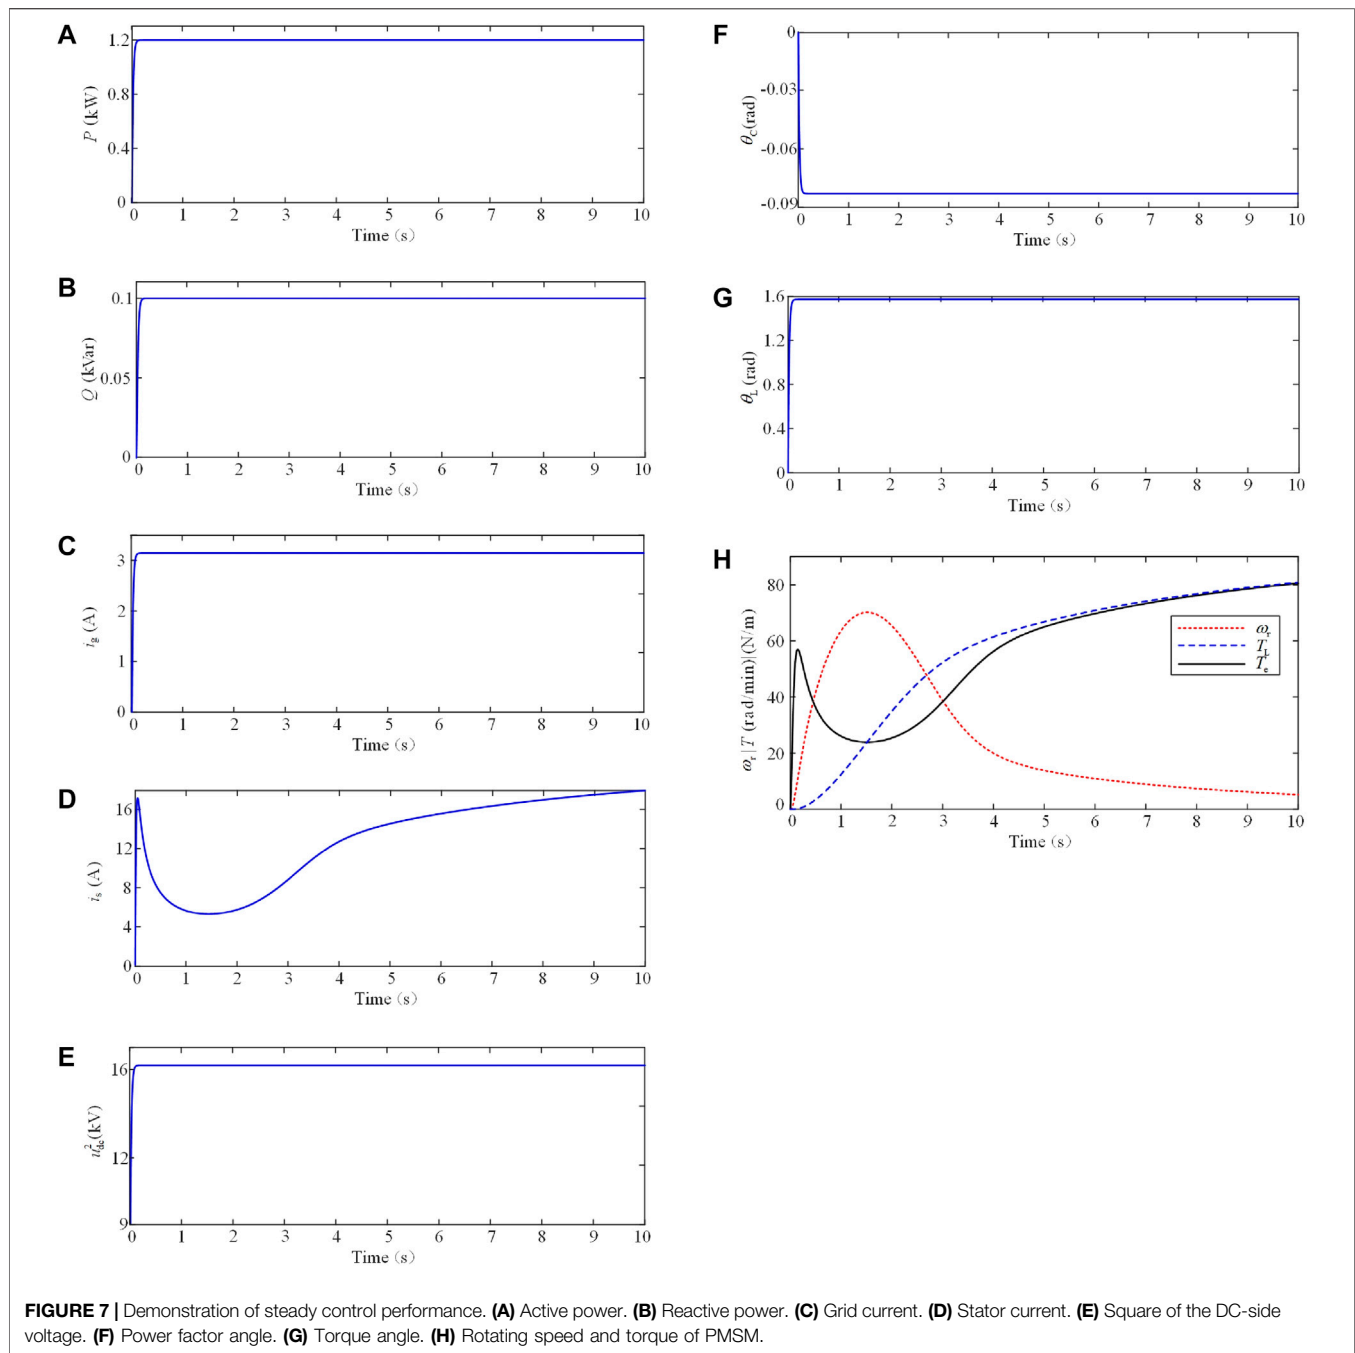 A
1.2
0.8
0.4
0
P (kW)
0 1 2 3 4 5 6 7 8 9 10
Time (s)
B
0.1
0.05
0
Q (kVar)
0 1 2 3 4 5 6 7 8 9 10
Time (s)
C
3
2
1
0
i_g (A)
0 1 2 3 4 5 6 7 8 9 10
Time (s)
D
16
12
8
4
0
i_s (A)
0 1 2 3 4 5 6 7 8 9 10
Time (s)
E
16
12
9
u²_dc(kV)
0 1 2 3 4 5 6 7 8 9 10
Time (s)
F
0
-0.03
-0.06
-0.09
θ_C(rad)
0 1 2 3 4 5 6 7 8 9 10
Time (s)
G
1.6
1.2
0.8
0.4
0
θ_L (rad)
0 1 2 3 4 5 6 7 8 9 10
Time (s)
H
80
60
40
20
0
ω_r | T (rad/min)|(N/m)
ω_r
T_L
T_e
0 1 2 3 4 5 6 7 8 9 10
Time (s)
FIGURE 7 | Demonstration of steady control performance. (A) Active power. (B) Reactive power. (C) Grid current. (D) Stator current. (E) Square of the DC-side
voltage. (F) Power factor angle. (G) Torque angle. (H) Rotating speed and torque of PMSM.